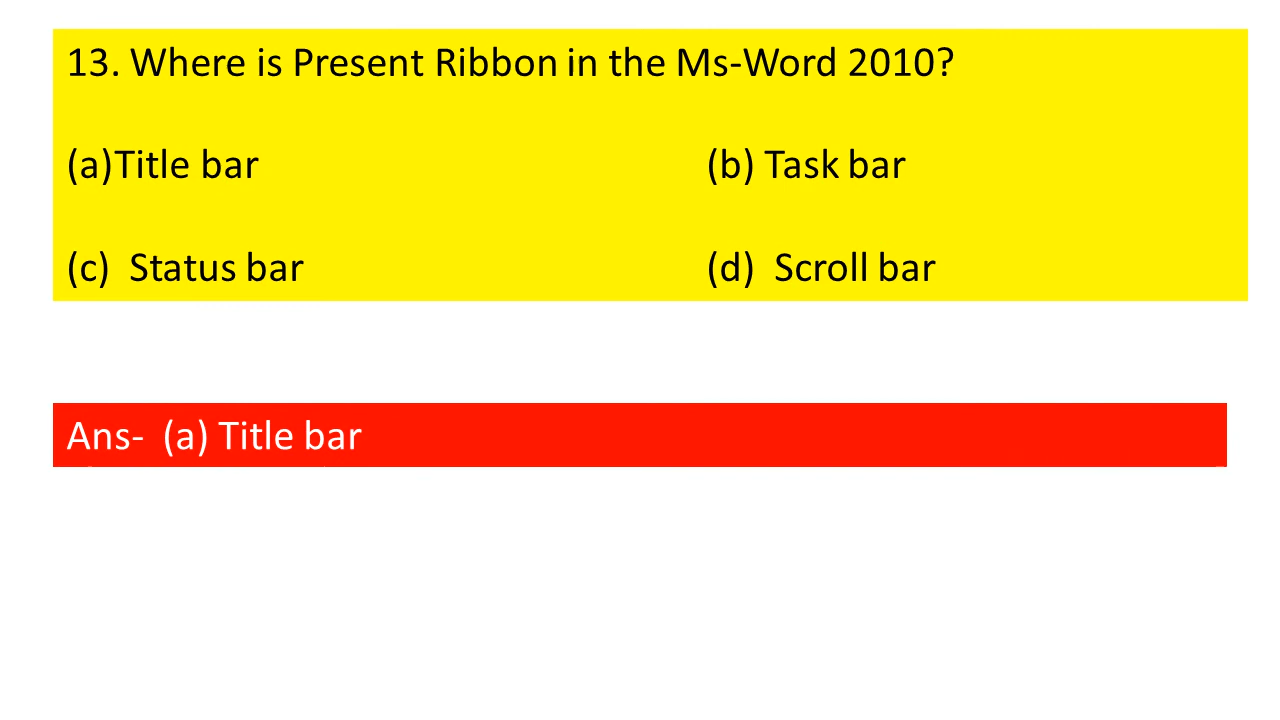 13. Where is Present Ribbon in the Ms-Word 2010?
(a)Title bar (b) Task bar
(c) Status bar (d) Scroll bar
Ans- (a) Title bar